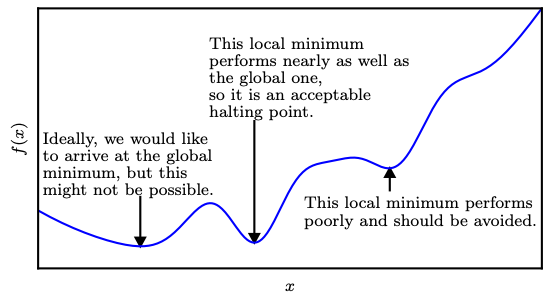 This local minimum
performs nearly as well as
the global one,
so it is an acceptable
halting point.
Ideally, we would like
to arrive at the global
minimum, but this
might not be possible.
This local minimum performs
poorly and should be avoided.
f(x)
x